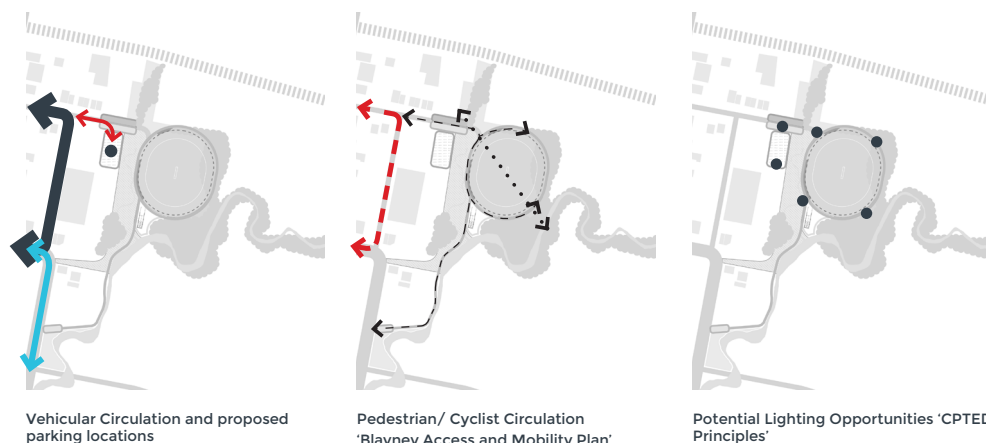 Vehicular Circulation and proposed
parking locations
Pedestrian/ Cyclist Circulation
'Blayney Access and Mobility Plan'
Potential Lighting Opportunities 'CPTED
Principles'